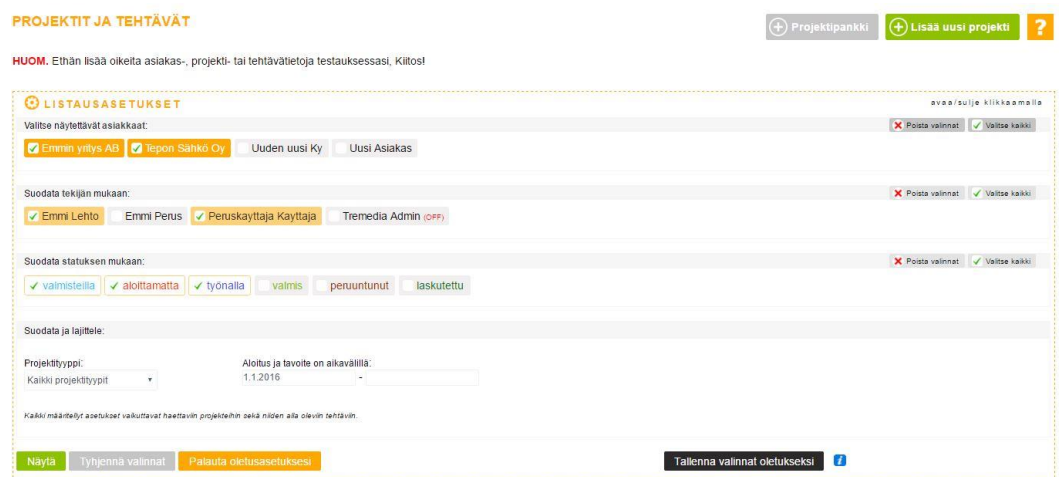 PROJEKTIT JA TEHTÄVÄT
Projektipankki Lisää uusi projekti ?
HUOM. Ethän lisää oikeita asiakas-, projekti- tai tehtävätietoja testauksessasi, Kiitos!
LISTAUSASETUKSET avaa/sulje klikkaamalla
Valitse näytettävät asiakkaat: Poista valinnat Valitse kaikki
Emmin yritys AB Tepon Sähkö Oy Uuden uusi Ky Uusi Asiakas
Suodata tekijän mukaan: Poista valinnat Valitse kaikki
Emmi Lehto Emmi Perus Peruskayttaja Kayttaja Tremedia Admin (OFF)
Suodata statuksen mukaan: Poista valinnat Valitse kaikki
valmisteilla aloittamatta työnalla valmis peruuntunut laskutettu
Suodata ja lajittele:
Projektityyppi: Aloitus ja tavoite on aikavälillä:
Kaikki projektityypit 1.1.2016 -
Kaikki määritellyt asetukset vaikuttavat haettaviin projekteihin sekä niiden alla oleviin tehtäviin.
Näytä Tyhjennä valinnat Palauta oletusasetuksesi Tallenna valinnat oletukseksi i